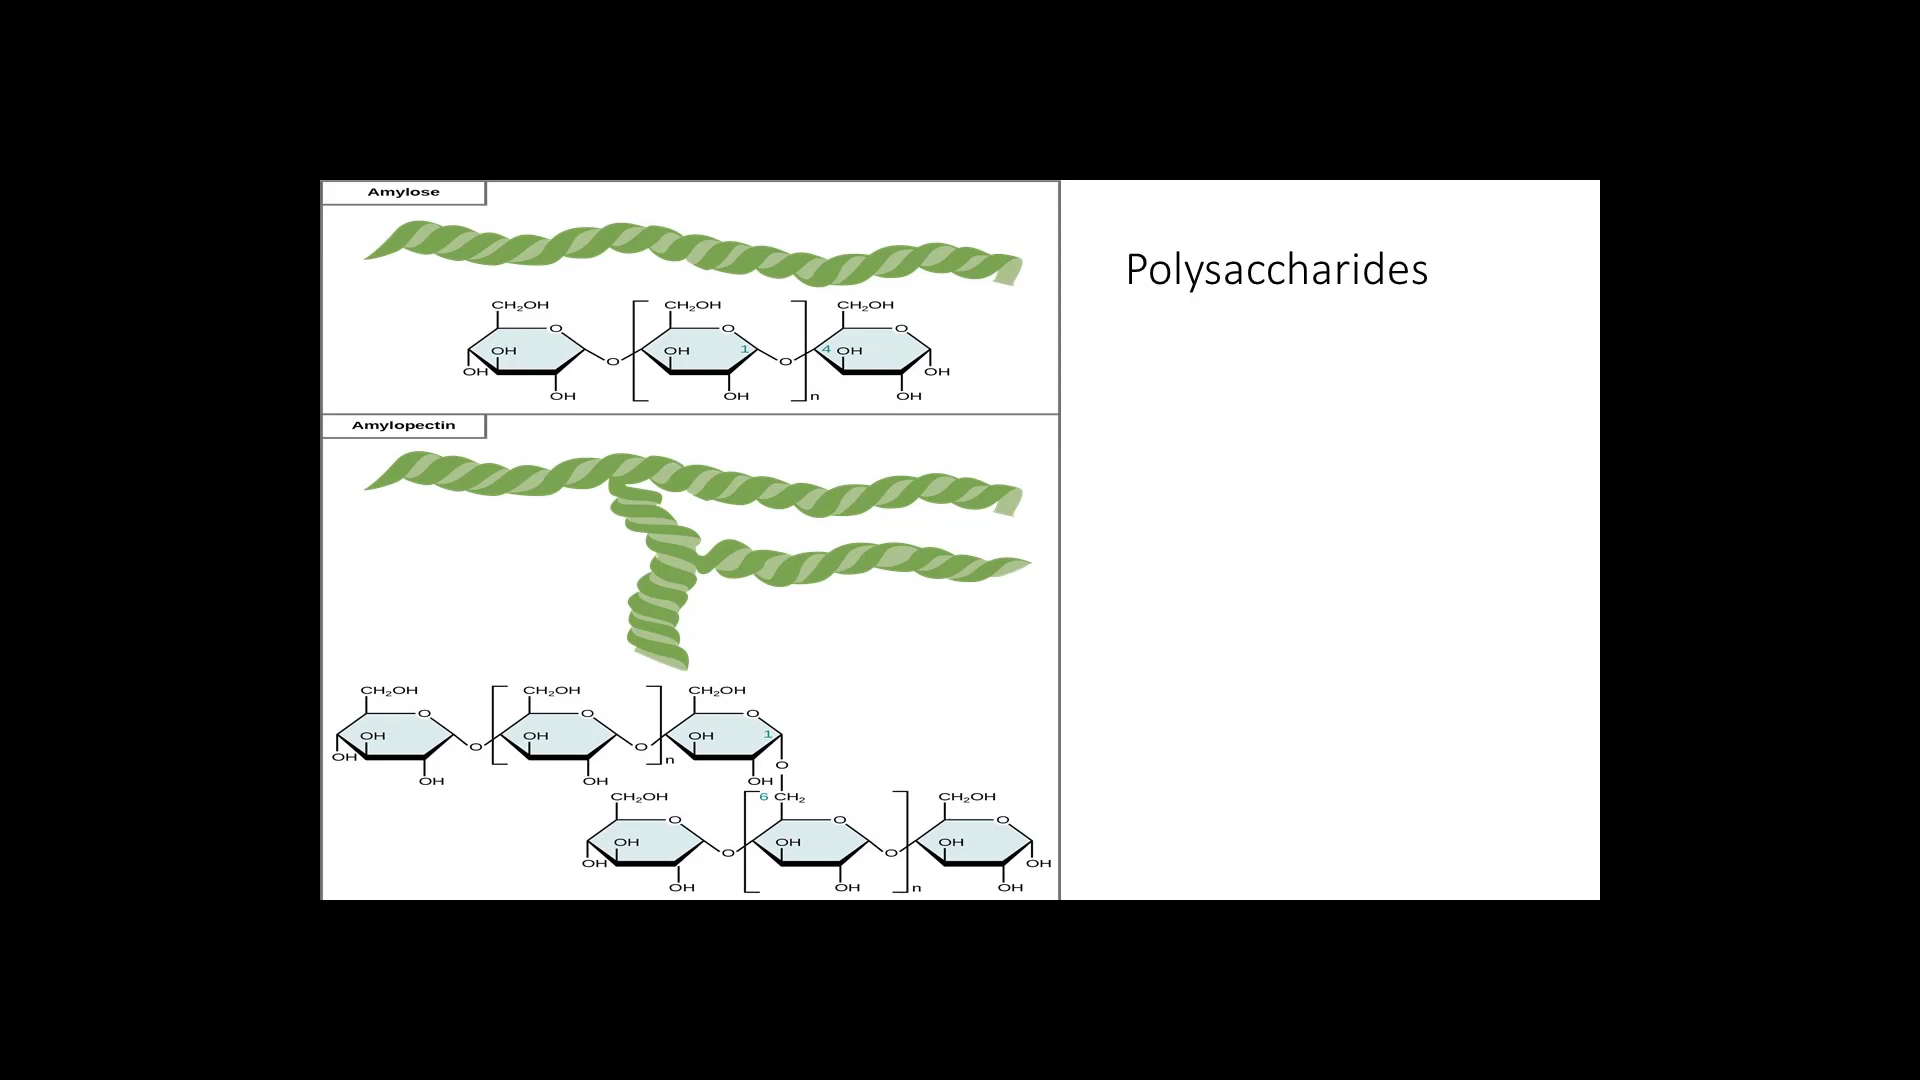 Amylose
CH₂OH CH₂OH CH₂OH
O O O
OH OH 1 4 OH
O O
OH OH
OH OH OH
n
Amylopectin
CH₂OH CH₂OH CH₂OH
O O O
OH OH OH 1
O O
OH n O
OH OH OH
CH₂OH 6 CH₂ CH₂OH
O O O
OH OH OH
O O
OH OH
OH OH n OH
Polysaccharides